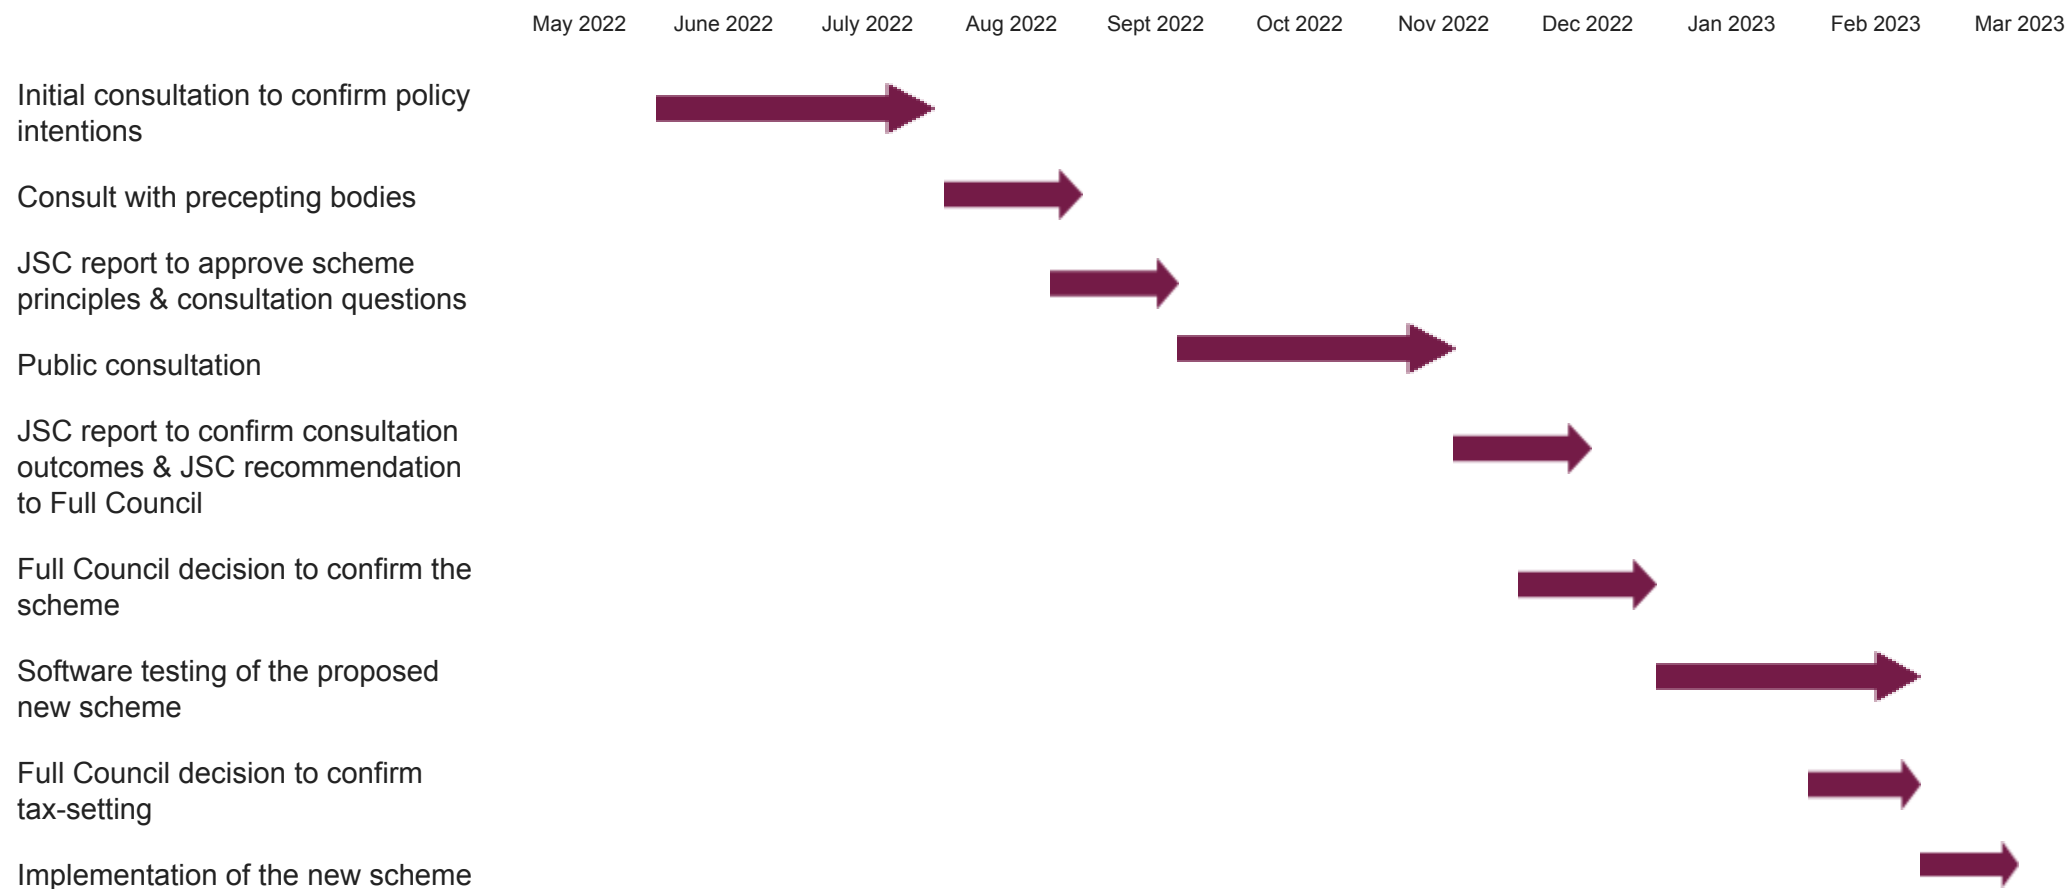 May 2022 June 2022 July 2022 Aug 2022 Sept 2022 Oct 2022 Nov 2022 Dec 2022 Jan 2023 Feb 2023 Mar 2023
Initial consultation to confirm policy
intentions
Consult with precepting bodies
JSC report to approve scheme
principles & consultation questions
Public consultation
JSC report to confirm consultation
outcomes & JSC recommendation
to Full Council
Full Council decision to confirm the
scheme
Software testing of the proposed
new scheme
Full Council decision to confirm
tax-setting
Implementation of the new scheme